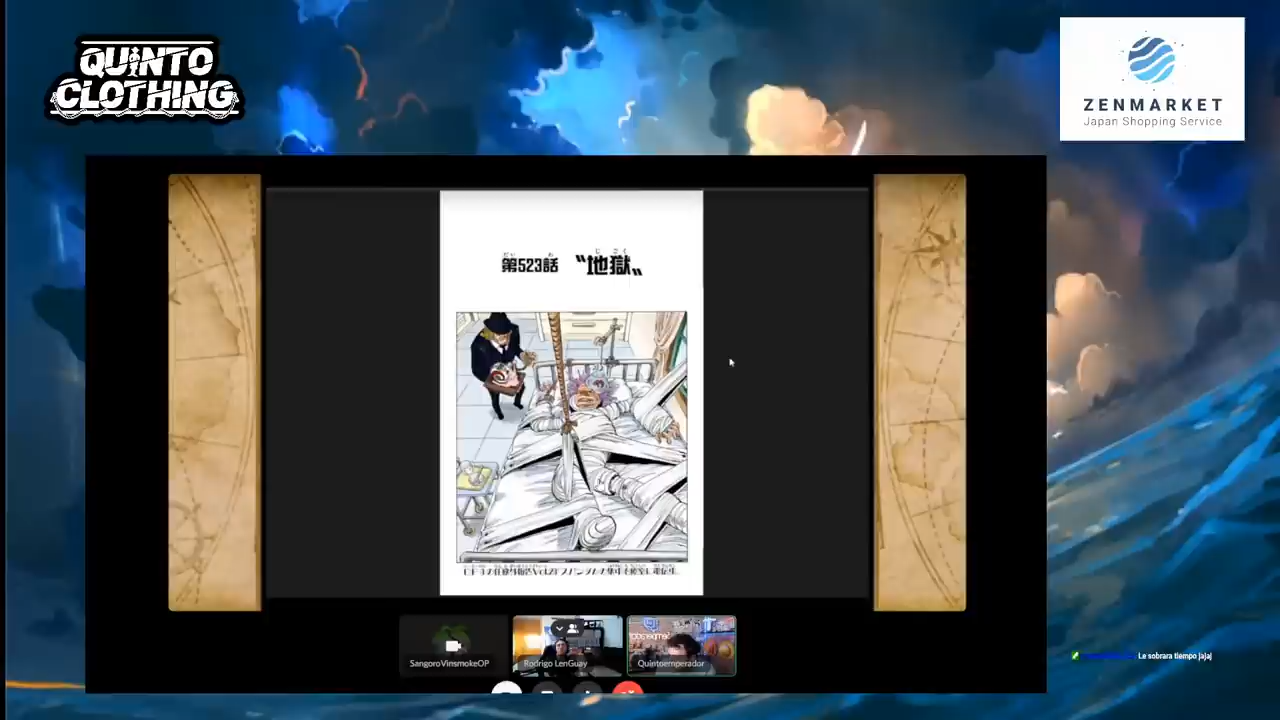 QUINTO
CLOTHING
ZENMARKET
Japan Shopping Service
第523話 〝地獄〟
SangoroVinsmokeOP
Rodrigo LenGuay
Quintoemperador
Le sobrara tiempo jajaj